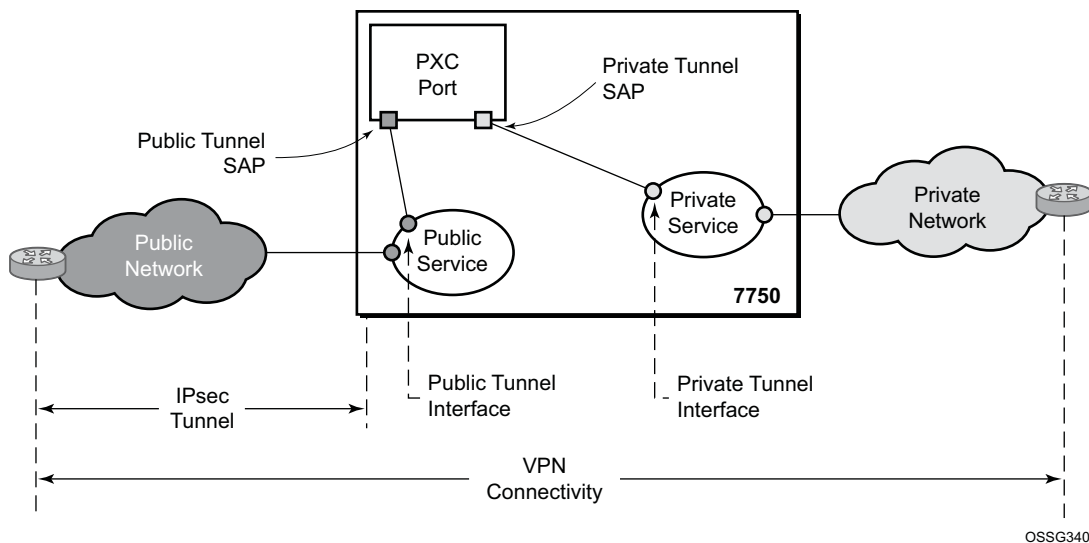 PXC
Port
Private Tunnel
SAP
Public Tunnel
SAP
Public
Network
Public
Service
Private
Service
Private
Network
7750
Public Tunnel
Interface
Private Tunnel
Interface
IPsec
Tunnel
VPN
Connectivity
OSSG340